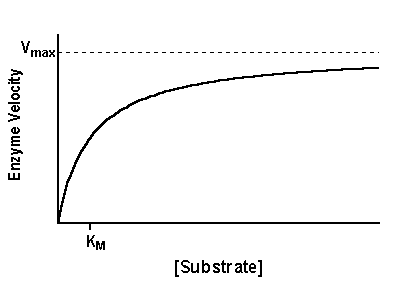 Vmax
Enzyme Velocity
KM
[Substrate]